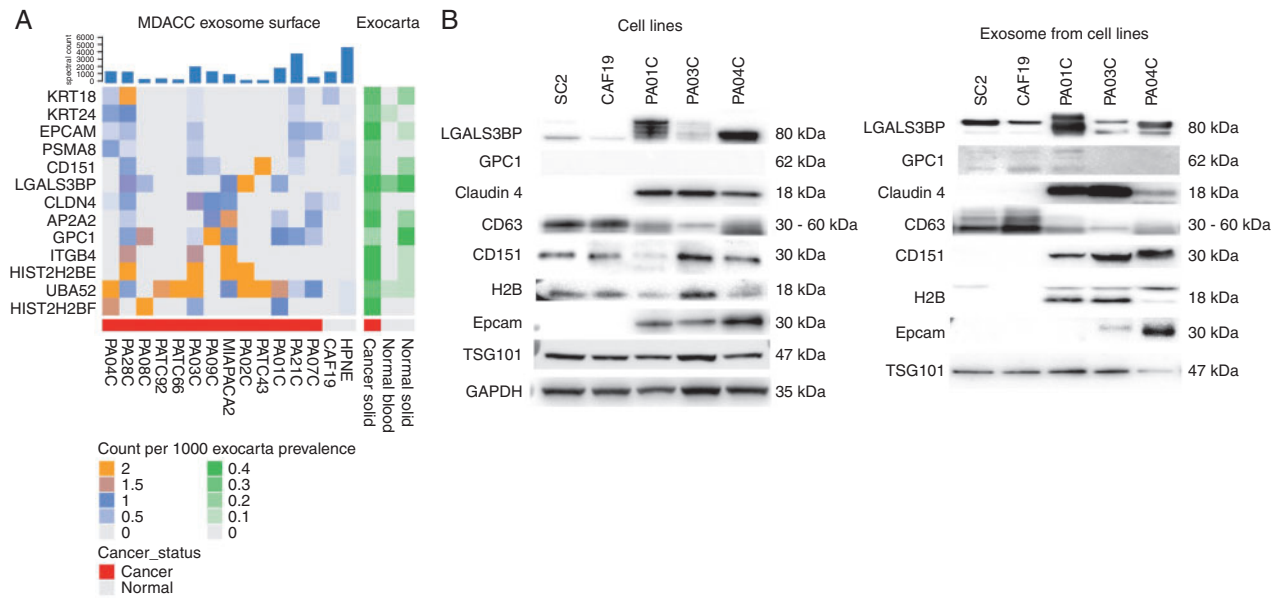 A
MDACC exosome surface
Exocarta
spectral count
6000
5000
4000
3000
2000
1000
0
KRT18
KRT24
EPCAM
PSMA8
CD151
LGALS3BP
CLDN4
AP2A2
GPC1
ITGB4
HIST2H2BE
UBA52
HIST2H2BF
PA04C
PA28C
PA08C
PATC92
PATC66
PA03C
PA09C
MIAPACA2
PA02C
PATC43
PA01C
PA21C
PA07C
CAF19
HPNE
Cancer solid
Normal blood
Normal solid
Count per 1000 exocarta prevalence
2 0.4
1.5 0.3
1 0.2
0.5 0.1
0 0
Cancer_status
Cancer
Normal
B
Cell lines
SC2 CAF19 PA01C PA03C PA04C
LGALS3BP 80 kDa
GPC1 62 kDa
Claudin 4 18 kDa
CD63 30 - 60 kDa
CD151 30 kDa
H2B 18 kDa
Epcam 30 kDa
TSG101 47 kDa
GAPDH 35 kDa
Exosome from cell lines
SC2 CAF19 PA01C PA03C PA04C
LGALS3BP 80 kDa
GPC1 62 kDa
Claudin 4 18 kDa
CD63 30 - 60 kDa
CD151 30 kDa
H2B 18 kDa
Epcam 30 kDa
TSG101 47 kDa